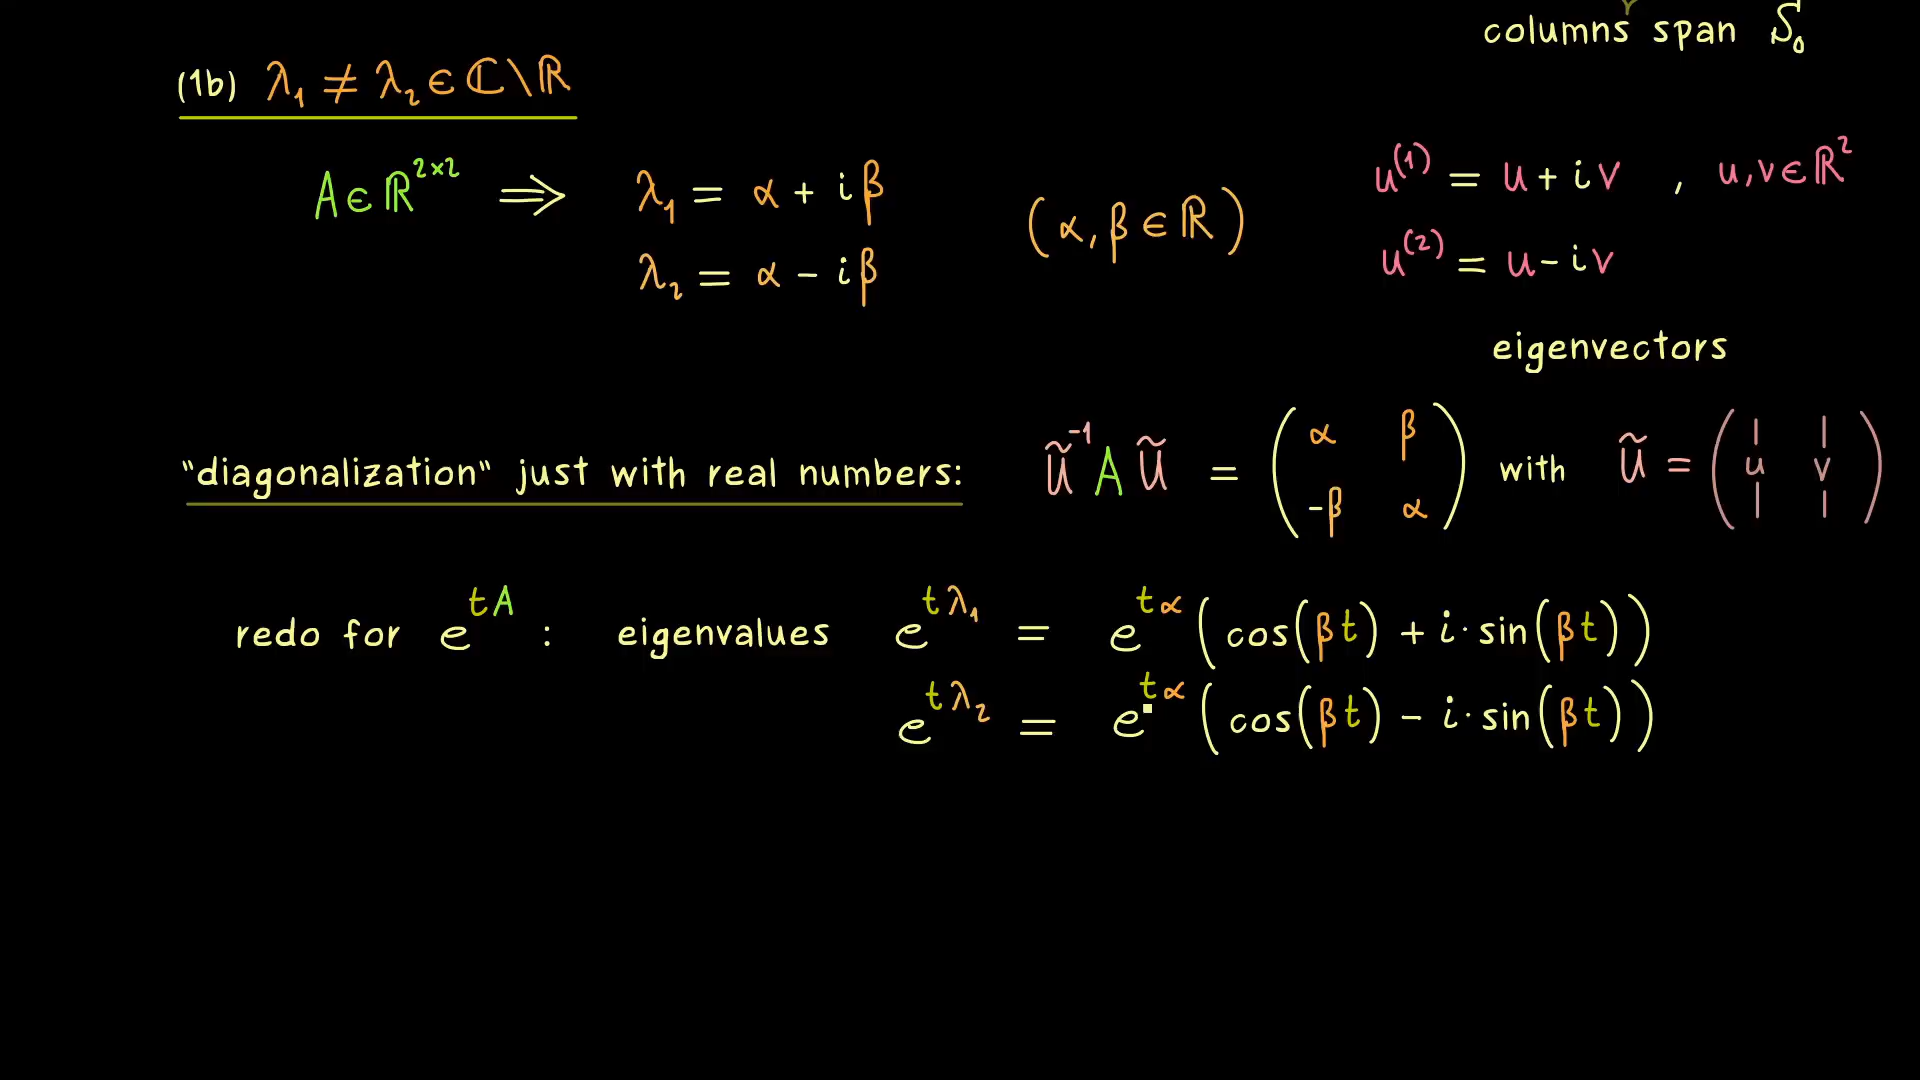 columns span S₀
(1b) λ₁ ≠ λ₂ ∈ ℂ\ℝ
A ∈ ℝ²ˣ² ⟹ λ₁ = α + iβ
λ₂ = α − iβ
(α, β ∈ ℝ)
u⁽¹⁾ = u + iv , u,v ∈ ℝ²
u⁽²⁾ = u − iv
eigenvectors
"diagonalization" just with real numbers: Ũ⁻¹ A Ũ = ( α β ; −β α ) with Ũ = ( | | ; u v ; | | )
redo for e^{tA} : eigenvalues e^{tλ₁} = e^{tα} (cos(βt) + i·sin(βt))
e^{tλ₂} = e^{tα} (cos(βt) − i·sin(βt))